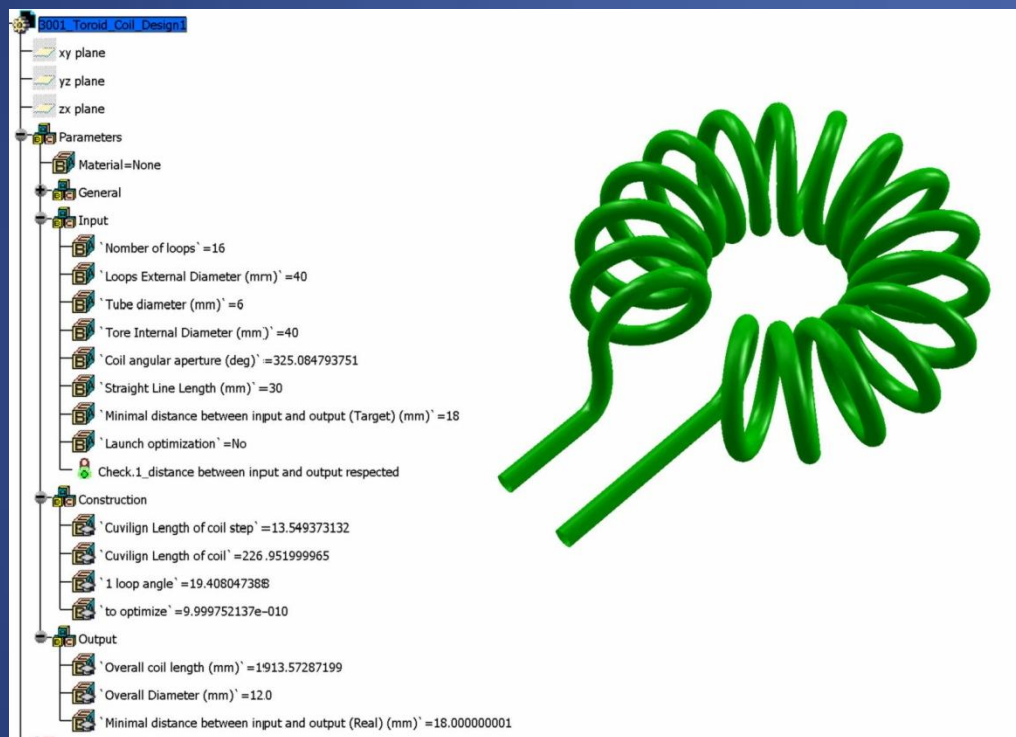 3001_Toroid_Coil_Design1
xy plane
yz plane
zx plane
Parameters
Material=None
General
Input
`Nomber of loops`=16
`Loops External Diameter (mm)`=40
`Tube diameter (mm)`=6
`Tore Internal Diameter (mm)`=40
`Coil angular aperture (deg)`=325.084793751
`Straight Line Length (mm)`=30
`Minimal distance between input and output (Target) (mm)`=18
`Launch optimization`=No
Check.1_distance between input and output respected
Construction
`Cuvilign Length of coil step`=13.549373132
`Cuvilign Length of coil`=226.951999965
`1 loop angle`=19.408047388
`to optimize`=9.999752137e-010
Output
`Overall coil length (mm)`=1913.57287199
`Overall Diameter (mm)`=12.0
`Minimal distance between input and output (Real) (mm)`=18.000000001